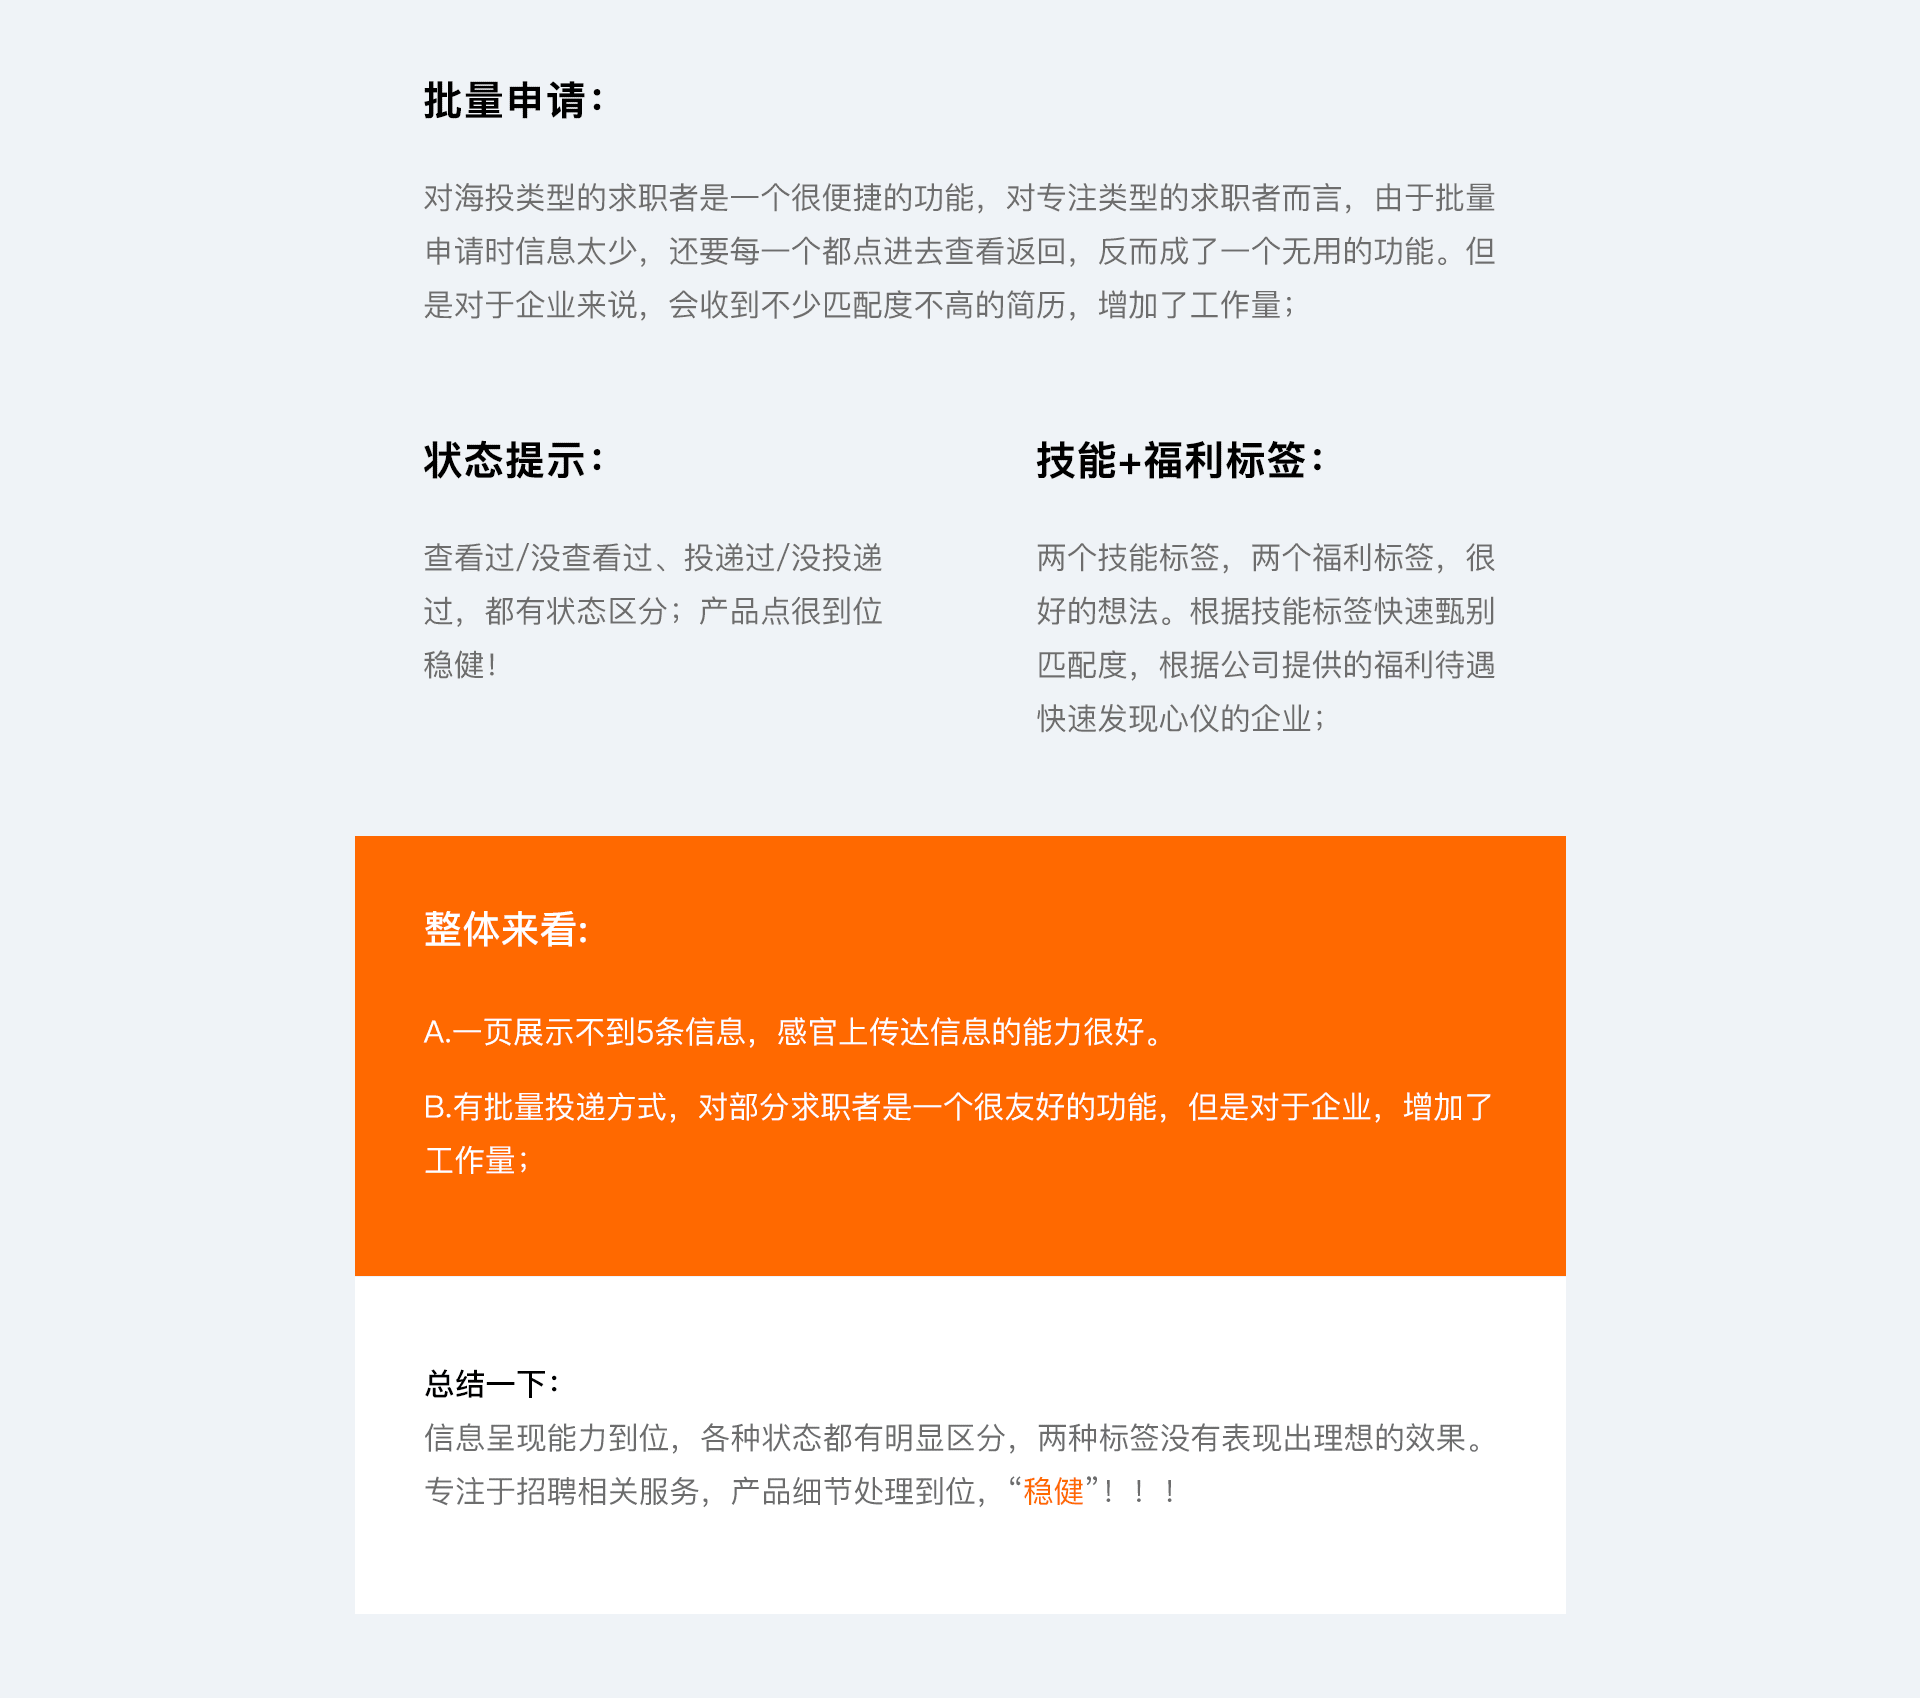 批量申请：
对海投类型的求职者是一个很便捷的功能，对专注类型的求职者而言，由于批量
申请时信息太少，还要每一个都点进去查看返回，反而成了一个无用的功能。但
是对于企业来说，会收到不少匹配度不高的简历，增加了工作量；
状态提示：
查看过/没查看过、投递过/没投递
过，都有状态区分；产品点很到位
稳健！
技能+福利标签：
两个技能标签，两个福利标签，很
好的想法。根据技能标签快速甄别
匹配度，根据公司提供的福利待遇
快速发现心仪的企业；
整体来看:
A.一页展示不到5条信息，感官上传达信息的能力很好。
B.有批量投递方式，对部分求职者是一个很友好的功能，但是对于企业，增加了
工作量；
总结一下：
信息呈现能力到位，各种状态都有明显区分，两种标签没有表现出理想的效果。
专注于招聘相关服务，产品细节处理到位，“稳健”！！！